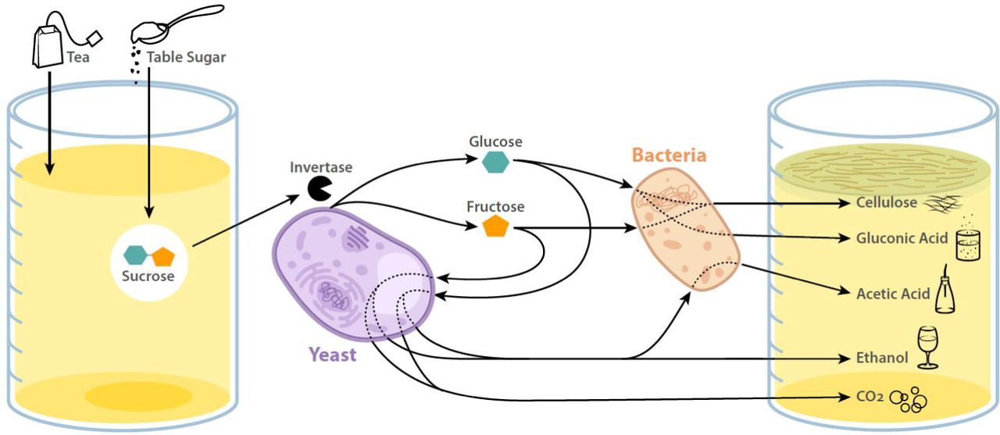 Tea
Table Sugar
Sucrose
Invertase
Yeast
Glucose
Fructose
Bacteria
Cellulose
Gluconic Acid
Acetic Acid
Ethanol
CO2